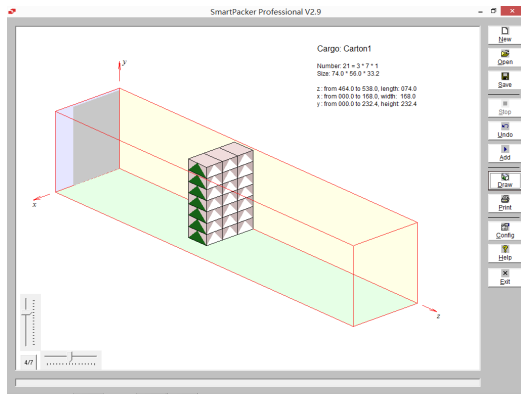 SmartPacker Professional V2.9
Cargo: Carton1
Number: 21 = 3 * 7 * 1
Size: 74.0 * 56.0 * 33.2
z : from 464.0 to 538.0, length: 074.0
x : from 000.0 to 168.0, width: 168.0
y : from 000.0 to 232.4, height: 232.4
y
x
z
4/7
New
Open
Save
Stop
Undo
Add
Draw
Print
Config
Help
Exit